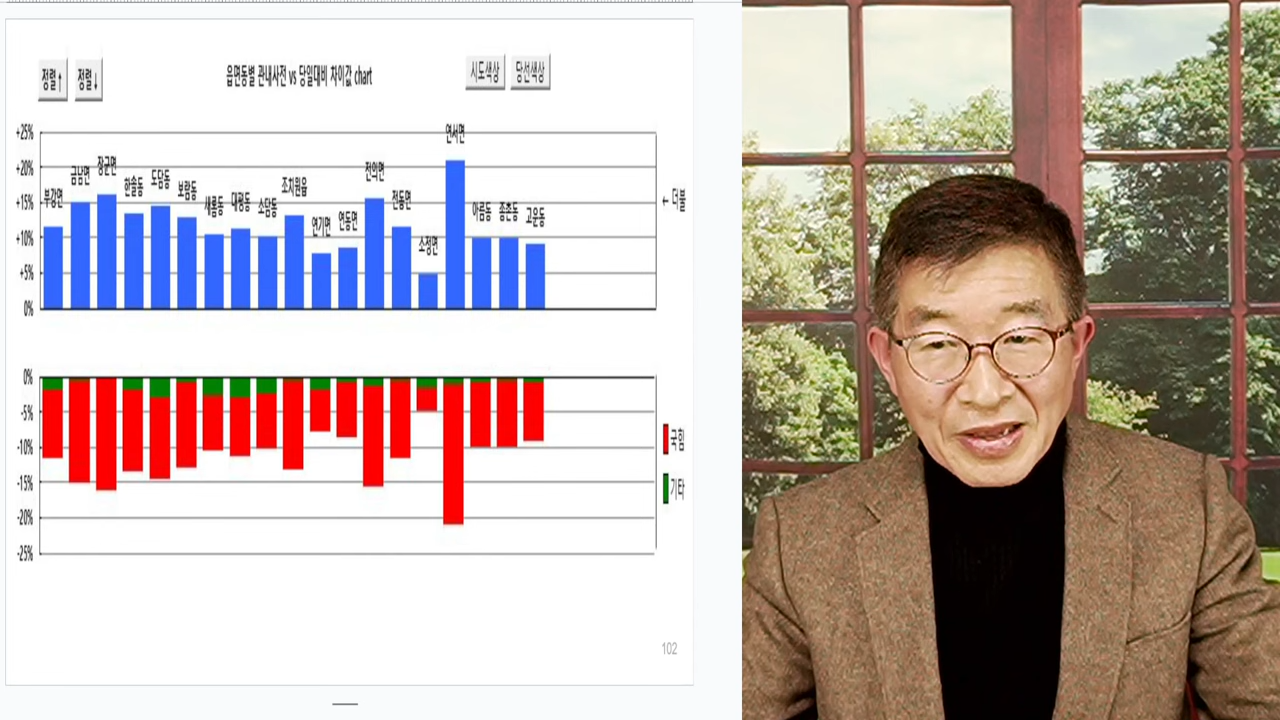 정렬↑
정렬↓
읍면동별 관내사전 vs 당일대비 차이값 chart
시도색상
당선색상
+25%
+20%
+15%
+10%
+5%
0%
부강면
금남면
장군면
한솔동
도담동
보람동
새롬동
대평동
소담동
조치원읍
연기면
연동면
전의면
전동면
소정면
연서면
아름동
종촌동
고운동
← 더불
0%
-5%
-10%
-15%
-20%
-25%
국힘
기타
102